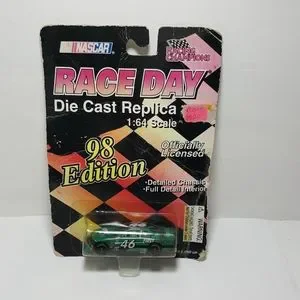 NASCAR
RACING
CHAMPIONS
RACE DAY
Die Cast Replica
1:64 Scale
98
Edition
Officially
Licensed
-Detailed Chassis
-Full Detail Interior
WARNING:
46